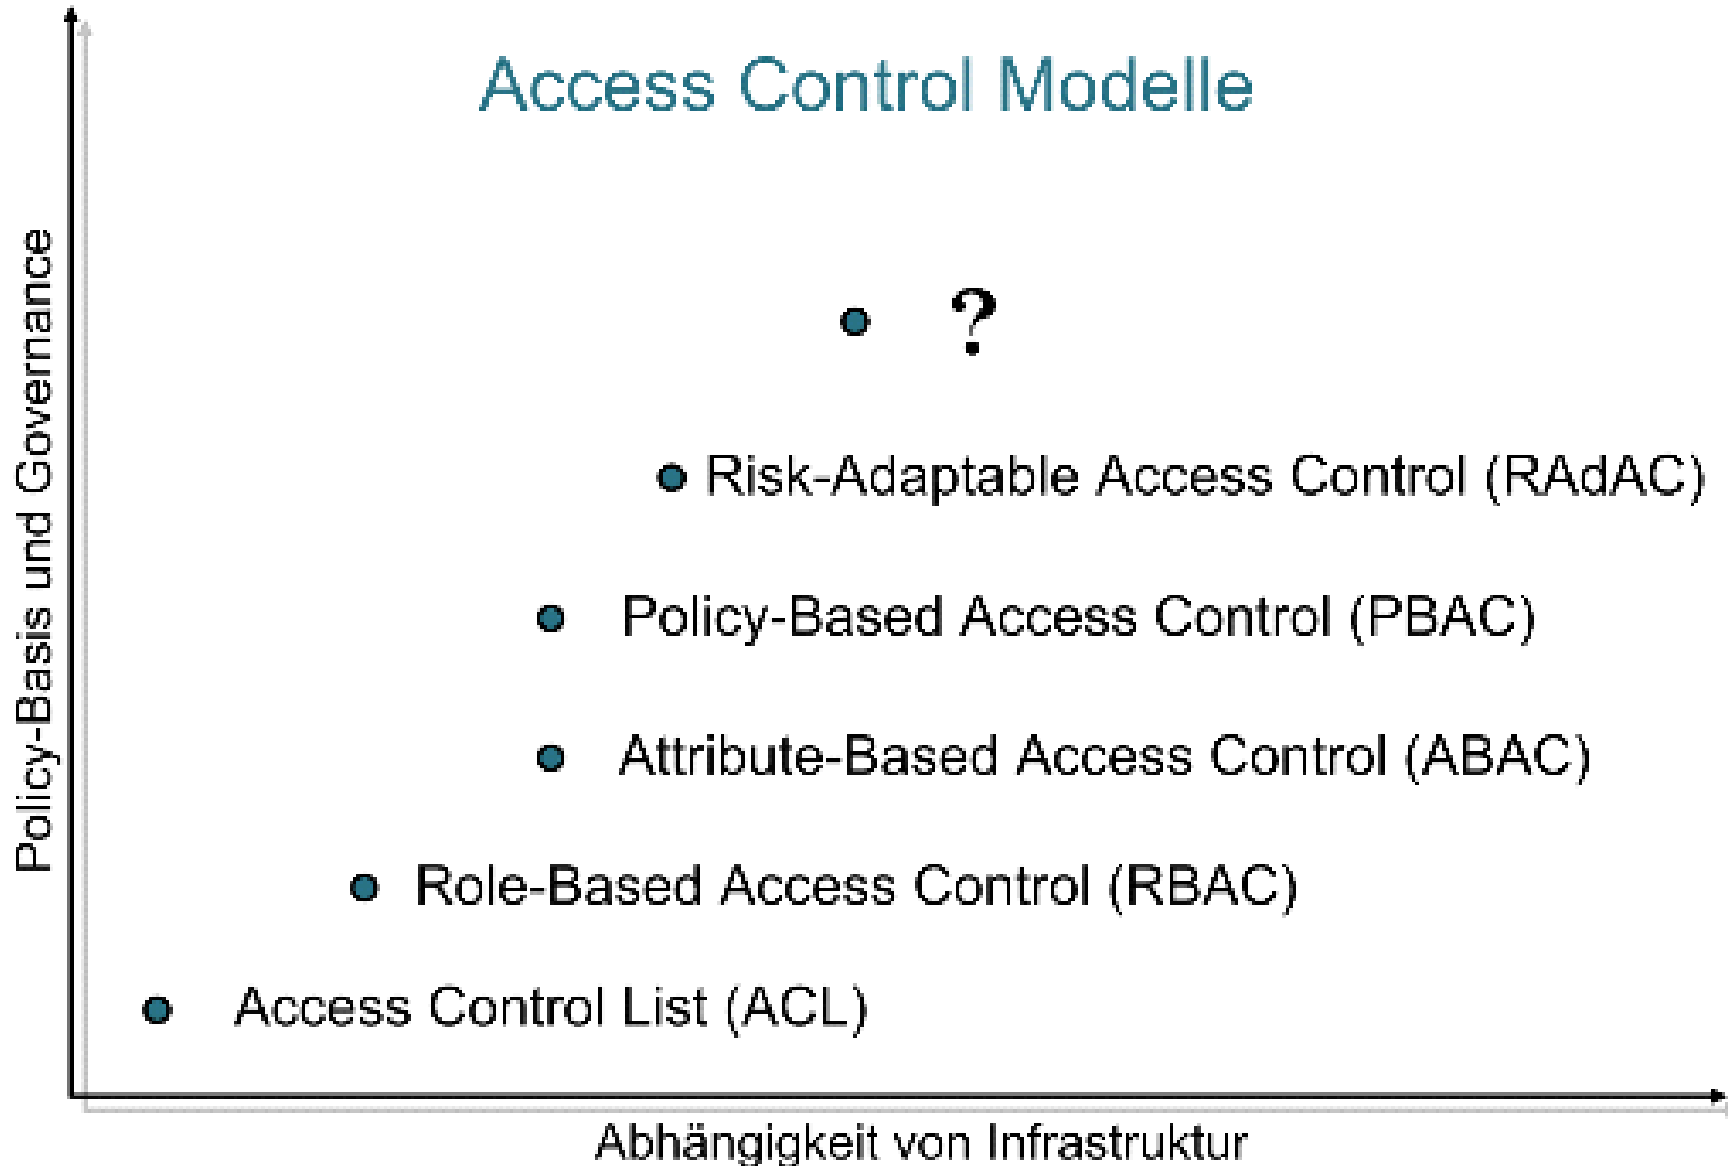 Access Control Modelle
?
Risk-Adaptable Access Control (RAdAC)
Policy-Based Access Control (PBAC)
Attribute-Based Access Control (ABAC)
Role-Based Access Control (RBAC)
Access Control List (ACL)
Policy-Basis und Governance
Abhängigkeit von Infrastruktur